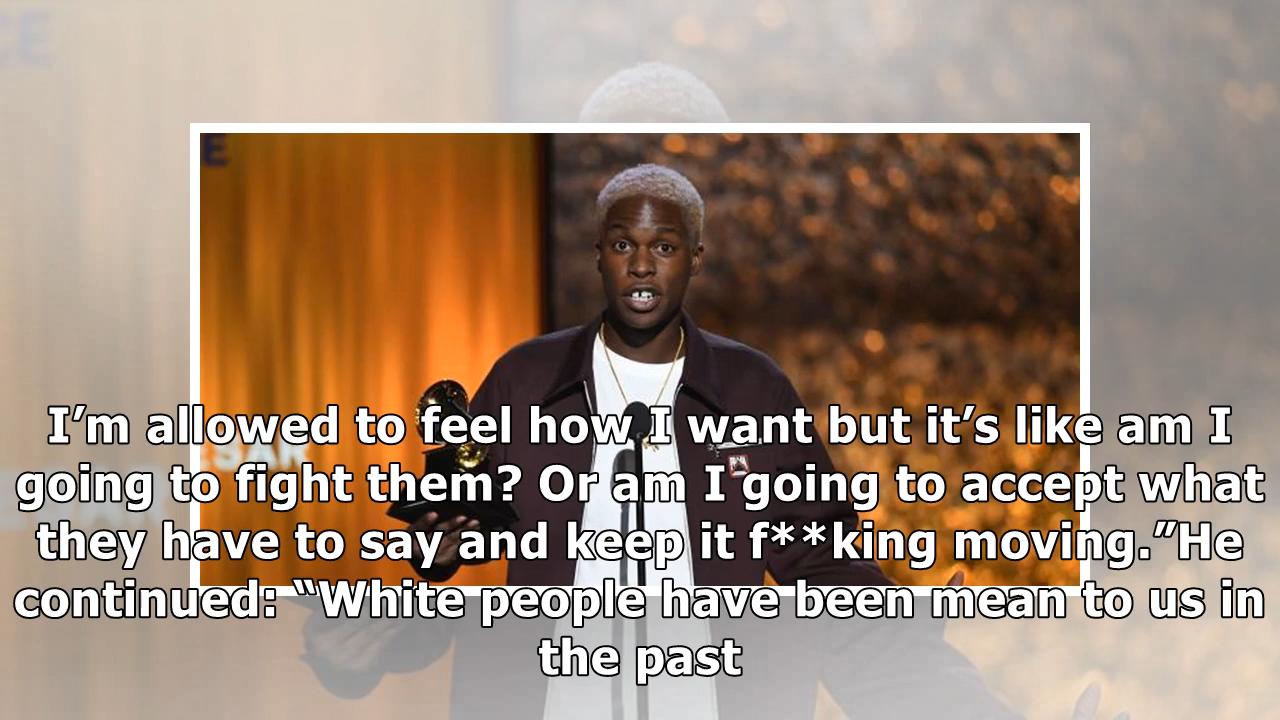 E
I’m allowed to feel how I want but it’s like am I
going to fight them? Or am I going to accept what
they have to say and keep it f**king moving.”He
continued: “White people have been mean to us in
the past